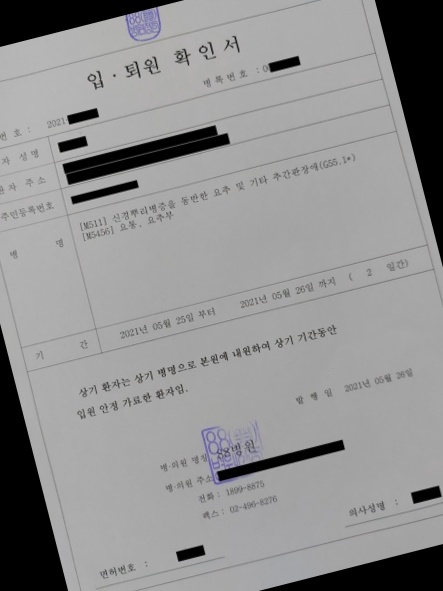 입·퇴원 확인서
번 호 : 2021
병록번호 : 0
자 성명
환자 주소
주민등록번호
병 명
[M511] 신경뿌리병증을 동반한 요추 및 기타 추간판장애(G55.1*)
[M5456] 요통, 요추부
기 간 2021년 05월 25일 부터 2021년 05월 26일 까지 ( 2 일간)
상기 환자는 상기 병명으로 본원에 내원하여 상기 기간동안
입원 안정 가료한 환자임.
발 행 일 2021년 05월 26일
병·의원 명칭 88병원
병·의원 주소
전화 : 1899-8875
팩스 : 02-496-8276
의사성명 :
면허번호 :